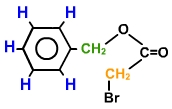 H H O
H CH₂ C=O
H H CH₂
Br